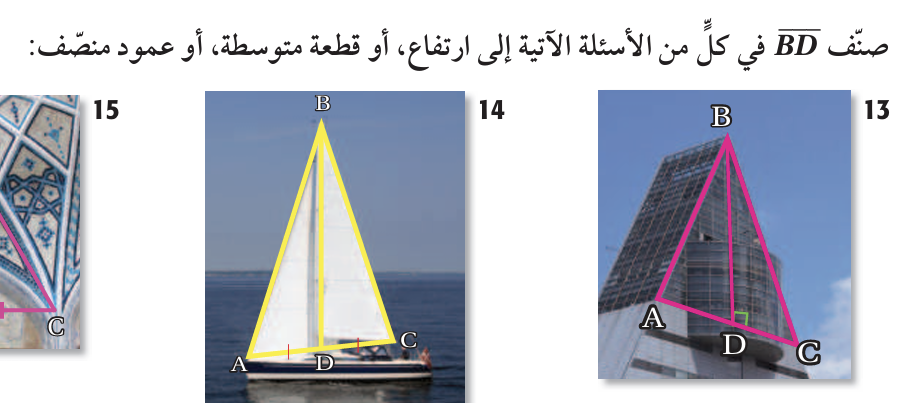 صنّف BD في كلٍّ من الأسئلة الآتية إلى ارتفاع، أو قطعة متوسطة، أو عمود منصّف:
13
B
A
D
C
14
B
A
D
C
15
C